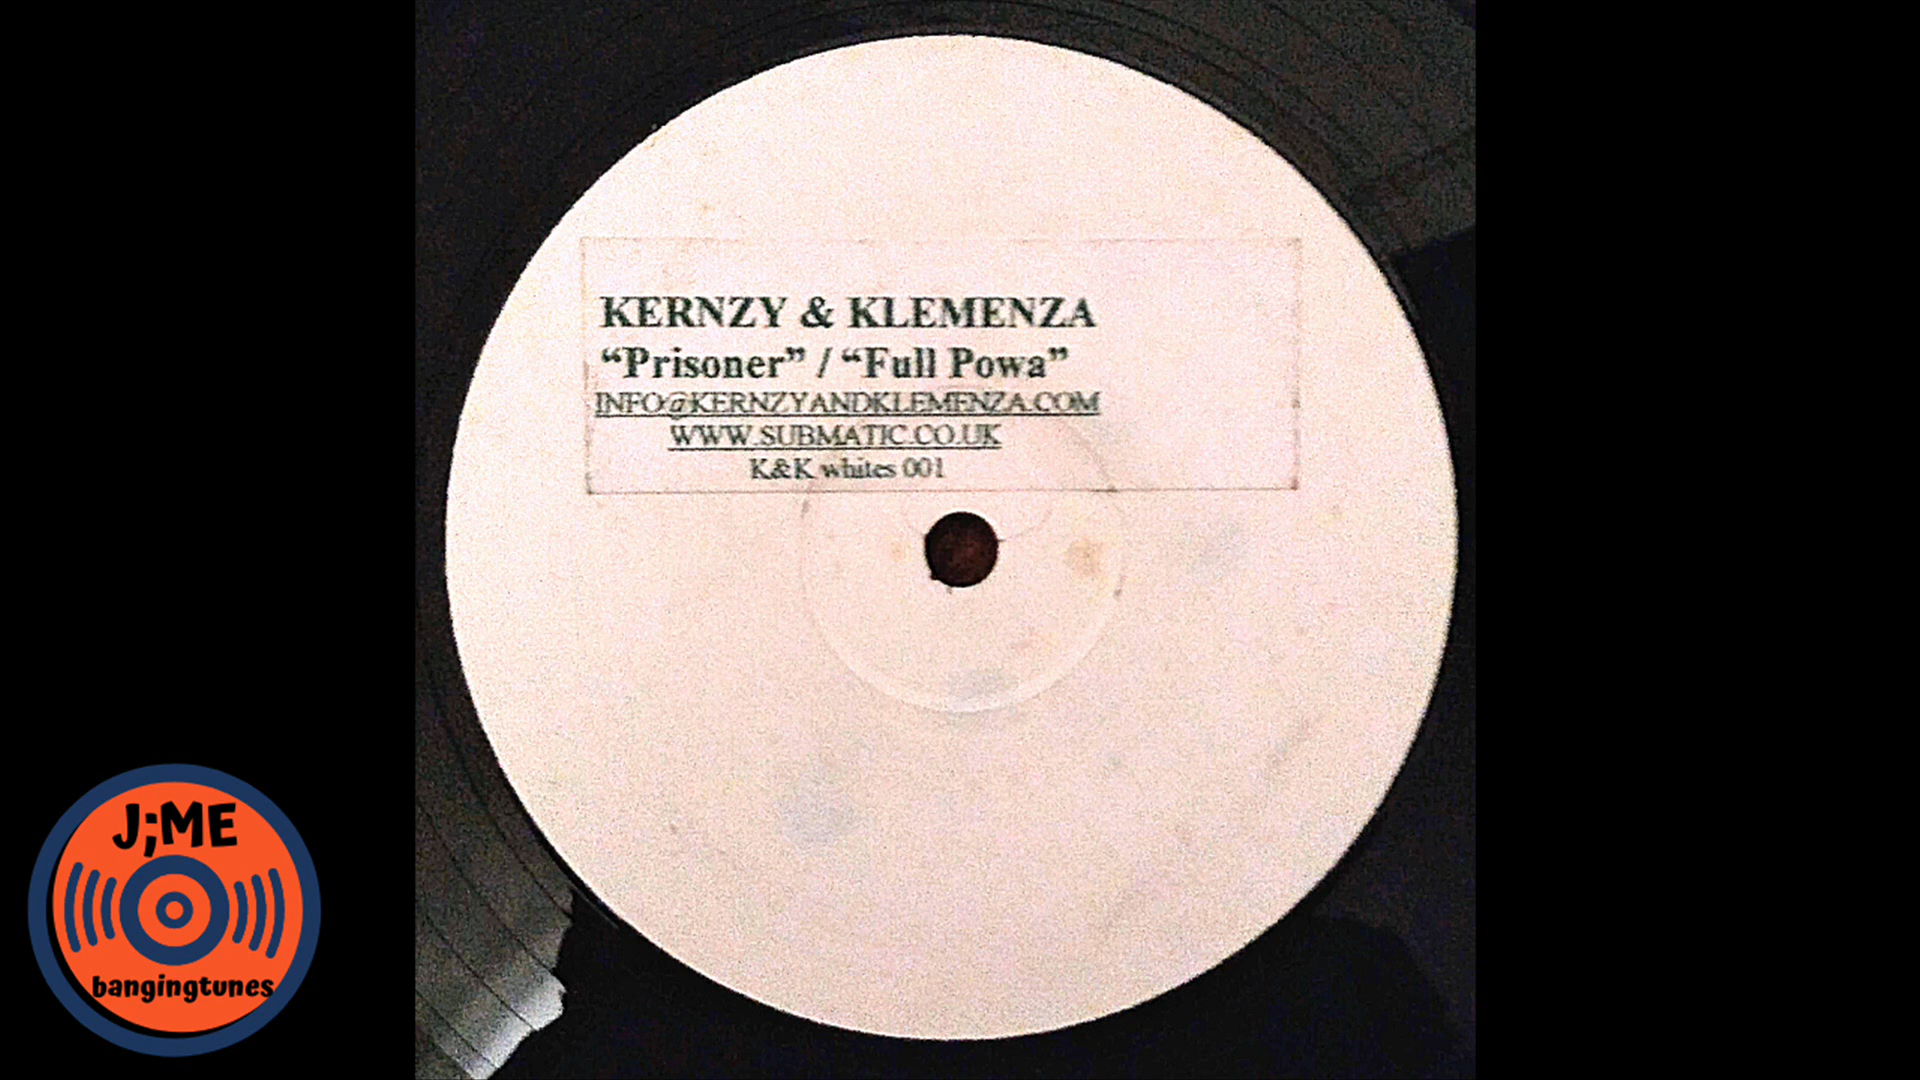 KERNZY & KLEMENZA
“Prisoner” / “Full Powa”
INFO@KERNZYANDKLEMENZA.COM
WWW.SUBMATIC.CO.UK
K&K whites 001
J;ME
bangingtunes